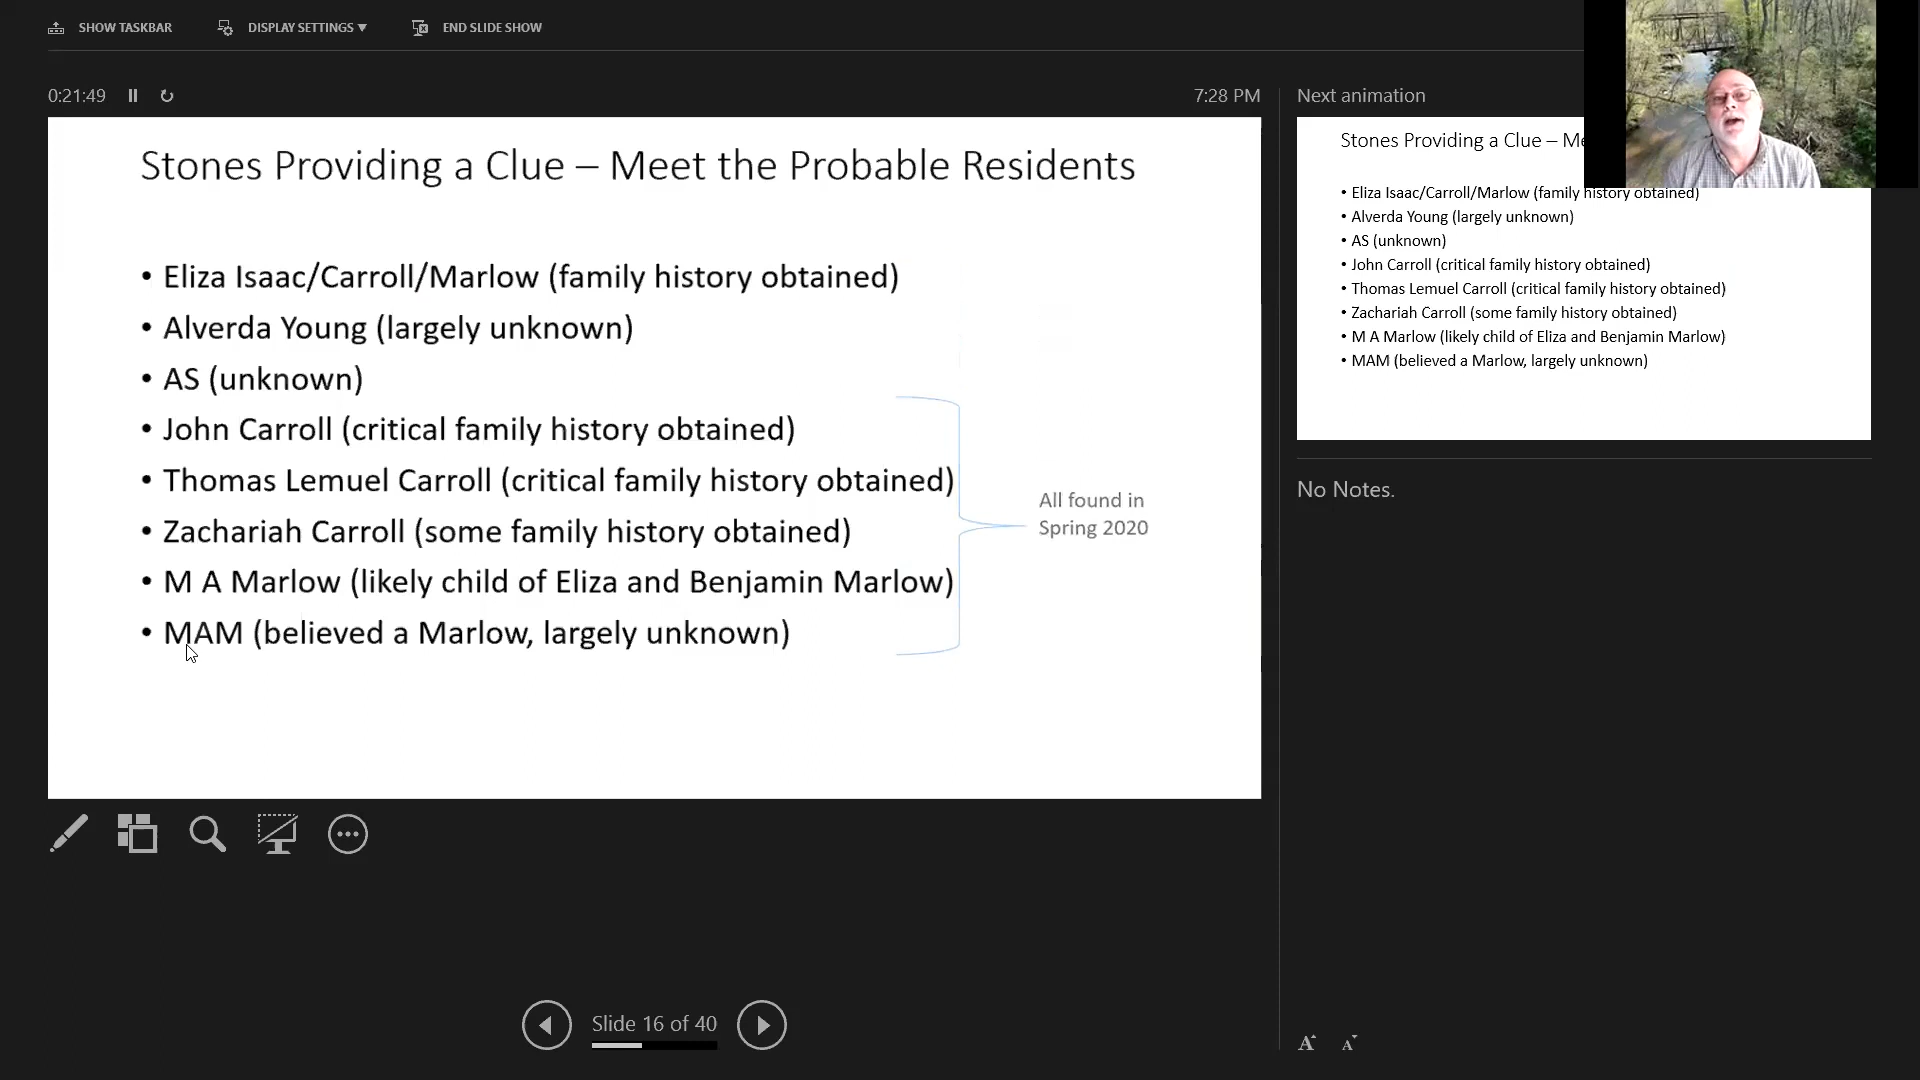 SHOW TASKBAR
DISPLAY SETTINGS ▼
END SLIDE SHOW
0:21:49
7:28 PM
Stones Providing a Clue – Meet the Probable Residents
• Eliza Isaac/Carroll/Marlow (family history obtained)
• Alverda Young (largely unknown)
• AS (unknown)
• John Carroll (critical family history obtained)
• Thomas Lemuel Carroll (critical family history obtained)
• Zachariah Carroll (some family history obtained)
• M A Marlow (likely child of Eliza and Benjamin Marlow)
• MAM (believed a Marlow, largely unknown)
All found in
Spring 2020
Slide 16 of 40
Next animation
Stones Providing a Clue – Me
• Eliza Isaac/Carroll/Marlow (family history obtained)
• Alverda Young (largely unknown)
• AS (unknown)
• John Carroll (critical family history obtained)
• Thomas Lemuel Carroll (critical family history obtained)
• Zachariah Carroll (some family history obtained)
• M A Marlow (likely child of Eliza and Benjamin Marlow)
• MAM (believed a Marlow, largely unknown)
No Notes.
A A